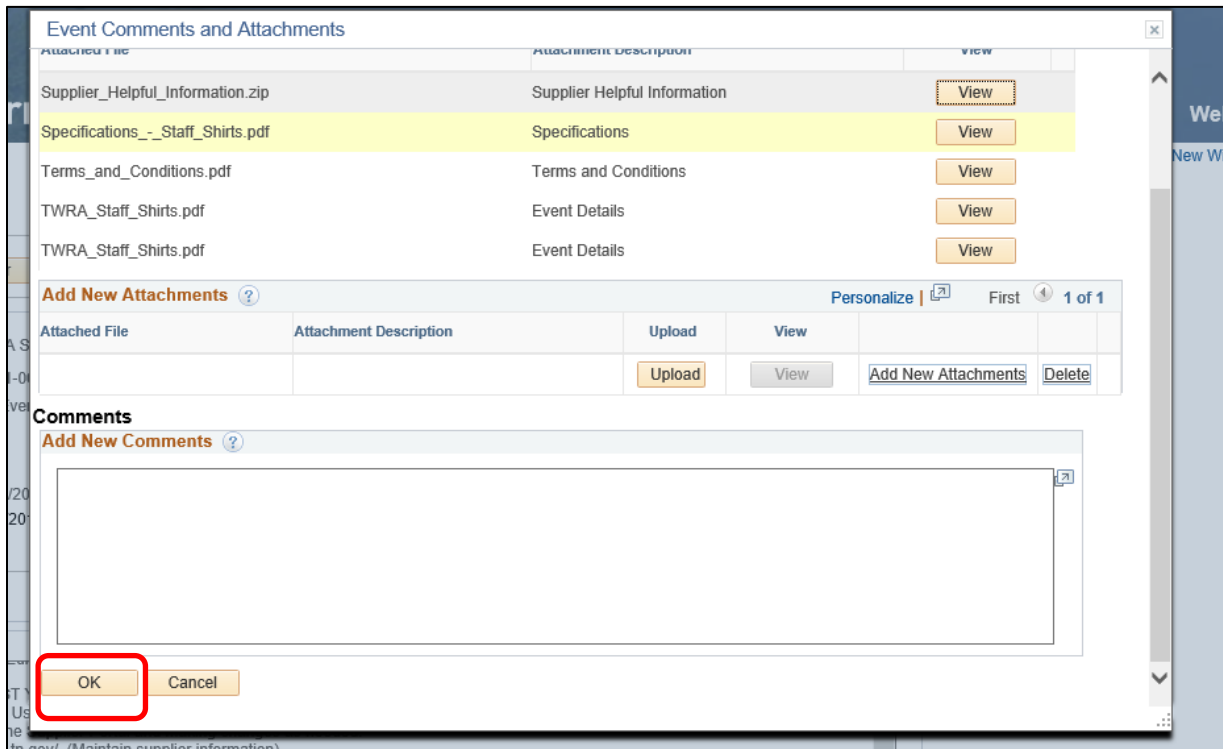 Event Comments and Attachments
Attached File Attachment Description View
Supplier_Helpful_Information.zip Supplier Helpful Information View
Specifications_-_Staff_Shirts.pdf Specifications View
Terms_and_Conditions.pdf Terms and Conditions View
TWRA_Staff_Shirts.pdf Event Details View
TWRA_Staff_Shirts.pdf Event Details View
Add New Attachments ? Personalize | First 1 of 1
Attached File Attachment Description Upload View
Upload View Add New Attachments Delete
Comments
Add New Comments ?
OK Cancel
We
New W
(Maintain supplier information)